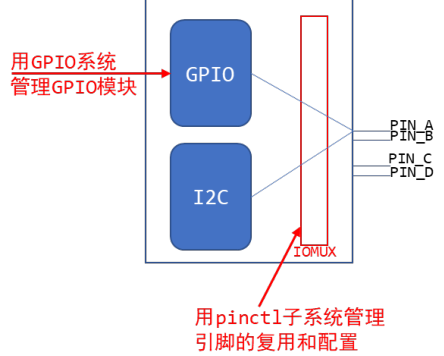 用GPIO系统
管理GPIO模块
GPIO
I2C
PIN_A
PIN_B
PIN_C
PIN_D
IOMUX
用pinctl子系统管理
引脚的复用和配置